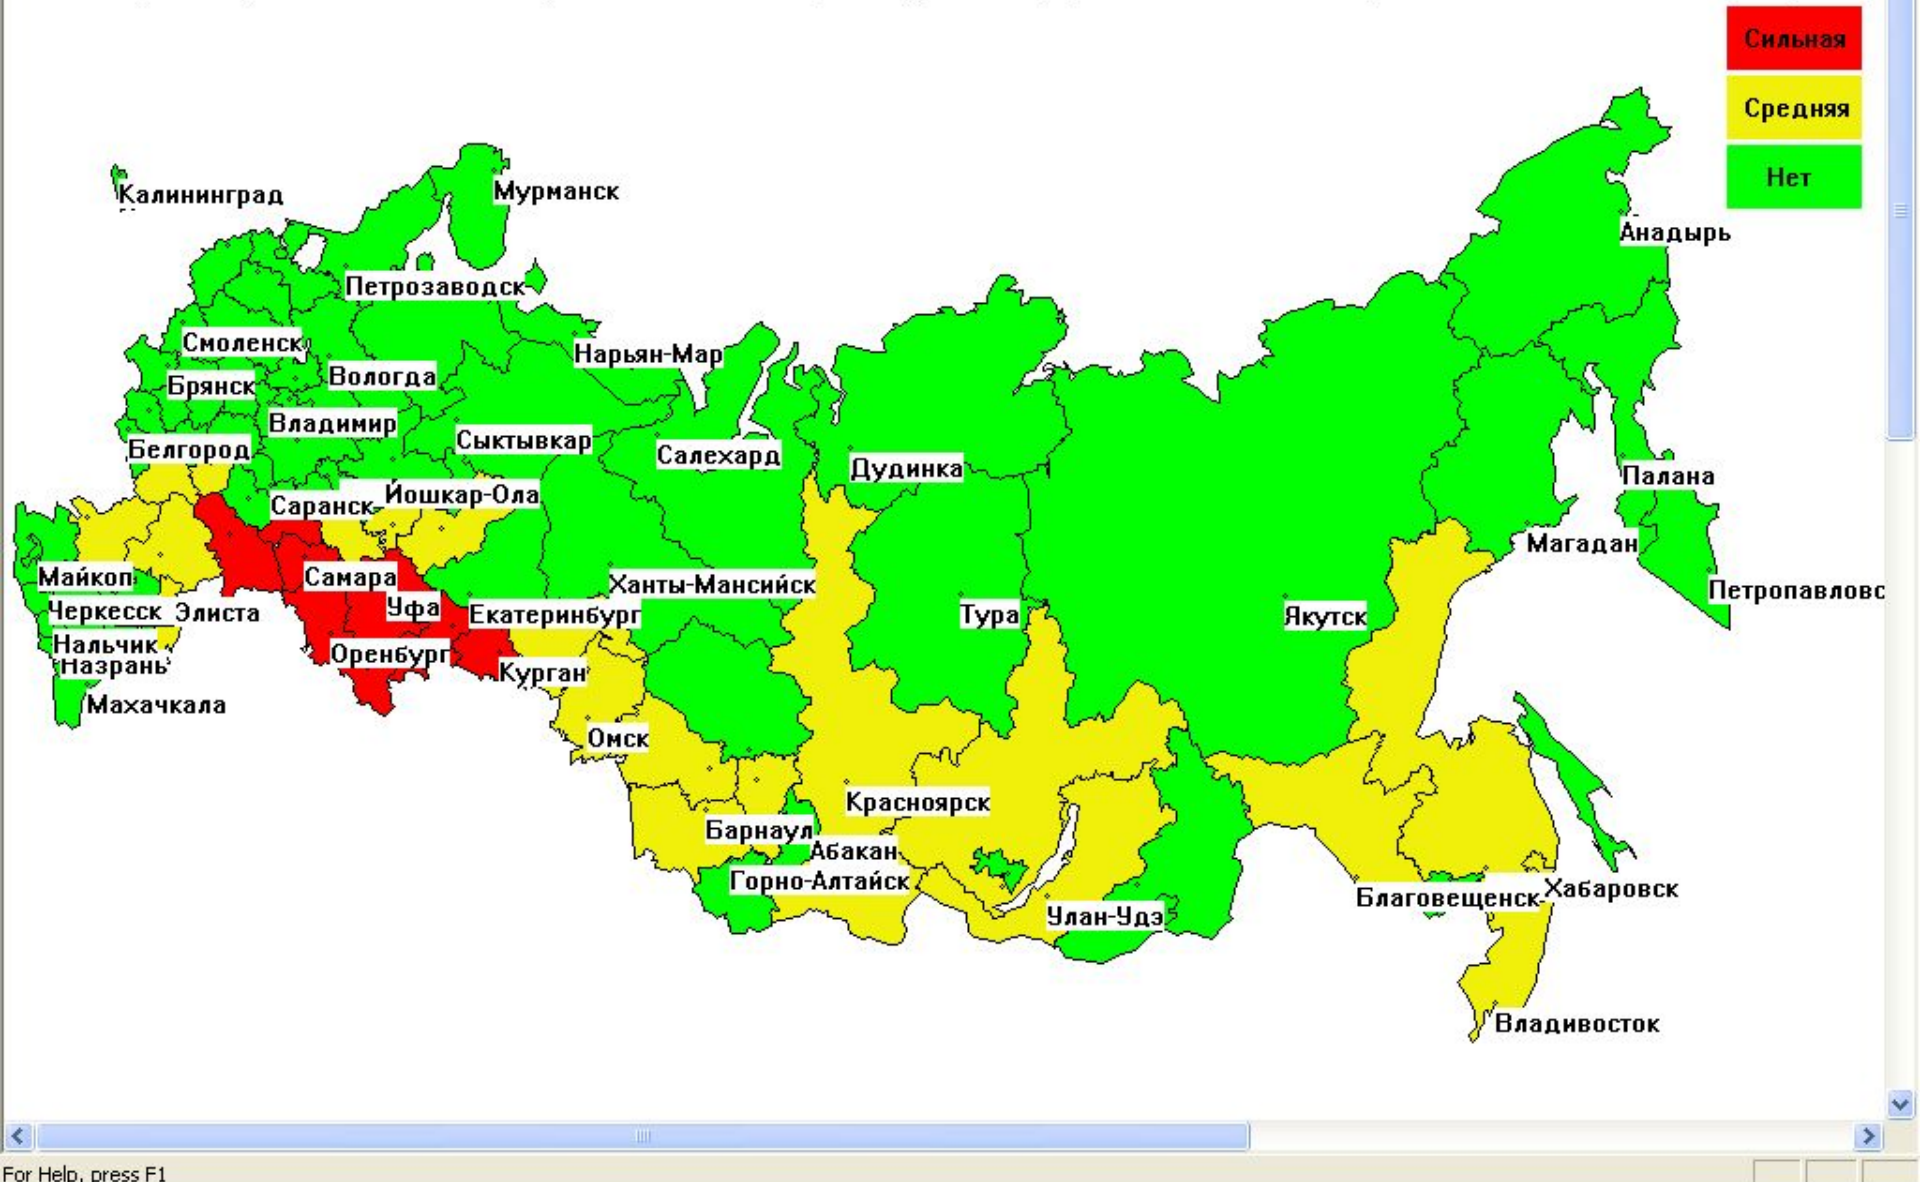 Сильная
Средняя
Нет
Калининград
Мурманск
Анадырь
Петрозаводск
Смоленск
Нарьян-Мар
Брянск
Вологда
Владимир
Сыктывкар
Белгород
Салехард
Дудинка
Палана
Саранск
Йошкар-Ола
Магадан
Майкоп
Самара
Ханты-Мансийск
Петропавловс
Черкесск
Элиста
Уфа
Екатеринбург
Тура
Якутск
Нальчик
Назрань
Оренбург
Курган
Махачкала
Омск
Красноярск
Барнаул
Абакан
Горно-Алтайск
Улан-Удэ
Благовещенск
Хабаровск
Владивосток
For Help, press F1